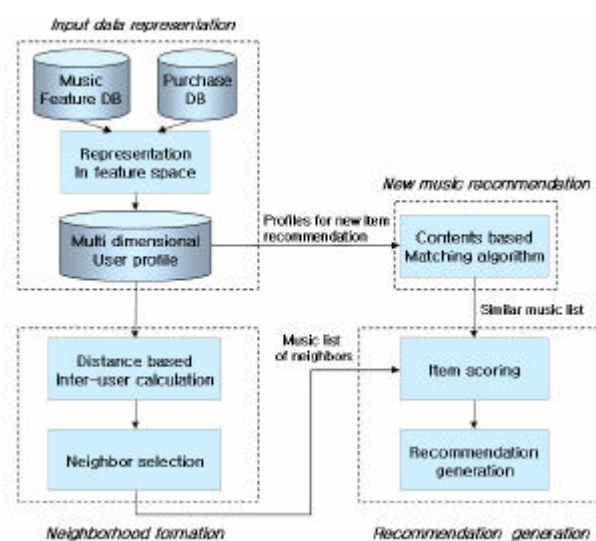 Input data representation
Music
Feature DB
Purchase
DB
Representation
In feature space
Multi dimensional
User profile
Profiles for new Item
recommendation
New music recommendation
Contents based
Matching algorithm
Similar music list
Distance based
Inter-user calculation
Neighbor selection
Neighborhood formation
Music list
of neighbors
Item scoring
Recommendation
generation
Recommendation generation